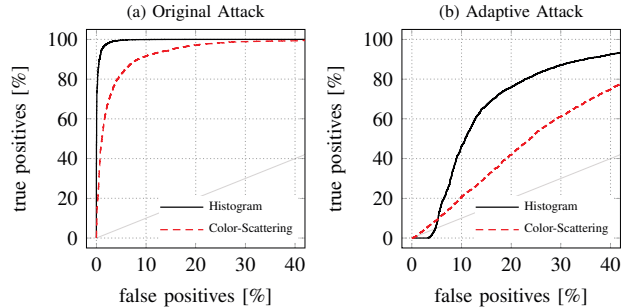 (a) Original Attack
100
80
60
40
20
0
true positives [%]
Histogram
Color-Scattering
0 10 20 30 40
false positives [%]
(b) Adaptive Attack
100
80
60
40
20
0
true positives [%]
Histogram
Color-Scattering
0 10 20 30 40
false positives [%]